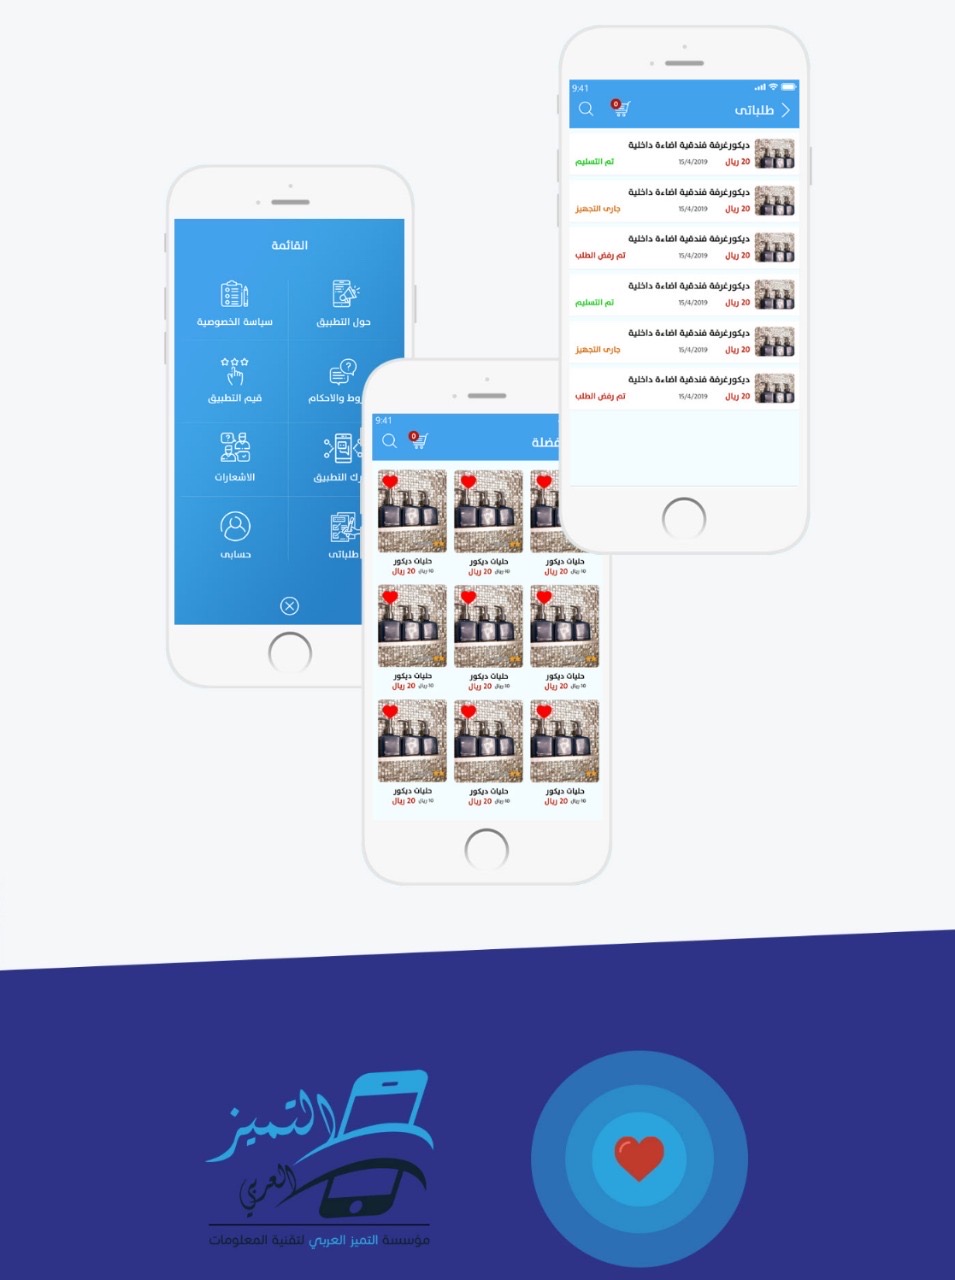 9:41
0
طلباتى
ديكورغرفة فندقية اضاءة داخلية
20 ريال 15/4/2019 تم التسليم
ديكورغرفة فندقية اضاءة داخلية
20 ريال 15/4/2019 جارى التجهيز
ديكورغرفة فندقية اضاءة داخلية
20 ريال 15/4/2019 تم رفض الطلب
ديكورغرفة فندقية اضاءة داخلية
20 ريال 15/4/2019 تم التسليم
ديكورغرفة فندقية اضاءة داخلية
20 ريال 15/4/2019 جارى التجهيز
ديكورغرفة فندقية اضاءة داخلية
20 ريال 15/4/2019 تم رفض الطلب
القائمة
حول التطبيق سياسة الخصوصية
روط والاحكام قيم التطبيق
رك التطبيق الاشعارات
طلباتى حسابى
9:41
0
فضلة
حليات ديكور حليات ديكور حليات ديكور
10 ريال 20 ريال 10 ريال 20 ريال 10 ريال 20 ريال
حليات ديكور حليات ديكور حليات ديكور
10 ريال 20 ريال 10 ريال 20 ريال 10 ريال 20 ريال
حليات ديكور حليات ديكور حليات ديكور
10 ريال 20 ريال 10 ريال 20 ريال 10 ريال 20 ريال
التميز
العربي
مؤسسة التميز العربي لتقنية المعلومات